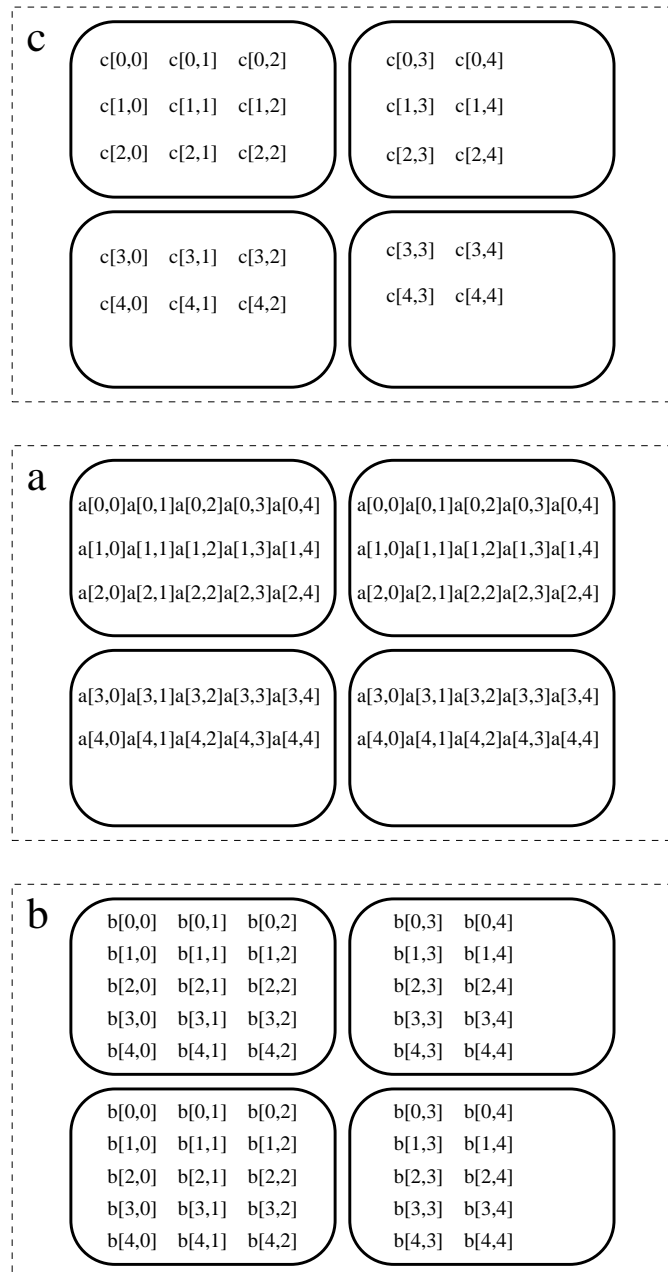 c
c[0,0] c[0,1] c[0,2] c[0,3] c[0,4]
c[1,0] c[1,1] c[1,2] c[1,3] c[1,4]
c[2,0] c[2,1] c[2,2] c[2,3] c[2,4]
c[3,0] c[3,1] c[3,2] c[3,3] c[3,4]
c[4,0] c[4,1] c[4,2] c[4,3] c[4,4]
a
a[0,0]a[0,1]a[0,2]a[0,3]a[0,4] a[0,0]a[0,1]a[0,2]a[0,3]a[0,4]
a[1,0]a[1,1]a[1,2]a[1,3]a[1,4] a[1,0]a[1,1]a[1,2]a[1,3]a[1,4]
a[2,0]a[2,1]a[2,2]a[2,3]a[2,4] a[2,0]a[2,1]a[2,2]a[2,3]a[2,4]
a[3,0]a[3,1]a[3,2]a[3,3]a[3,4] a[3,0]a[3,1]a[3,2]a[3,3]a[3,4]
a[4,0]a[4,1]a[4,2]a[4,3]a[4,4] a[4,0]a[4,1]a[4,2]a[4,3]a[4,4]
b
b[0,0] b[0,1] b[0,2] b[0,3] b[0,4]
b[1,0] b[1,1] b[1,2] b[1,3] b[1,4]
b[2,0] b[2,1] b[2,2] b[2,3] b[2,4]
b[3,0] b[3,1] b[3,2] b[3,3] b[3,4]
b[4,0] b[4,1] b[4,2] b[4,3] b[4,4]
b[0,0] b[0,1] b[0,2] b[0,3] b[0,4]
b[1,0] b[1,1] b[1,2] b[1,3] b[1,4]
b[2,0] b[2,1] b[2,2] b[2,3] b[2,4]
b[3,0] b[3,1] b[3,2] b[3,3] b[3,4]
b[4,0] b[4,1] b[4,2] b[4,3] b[4,4]